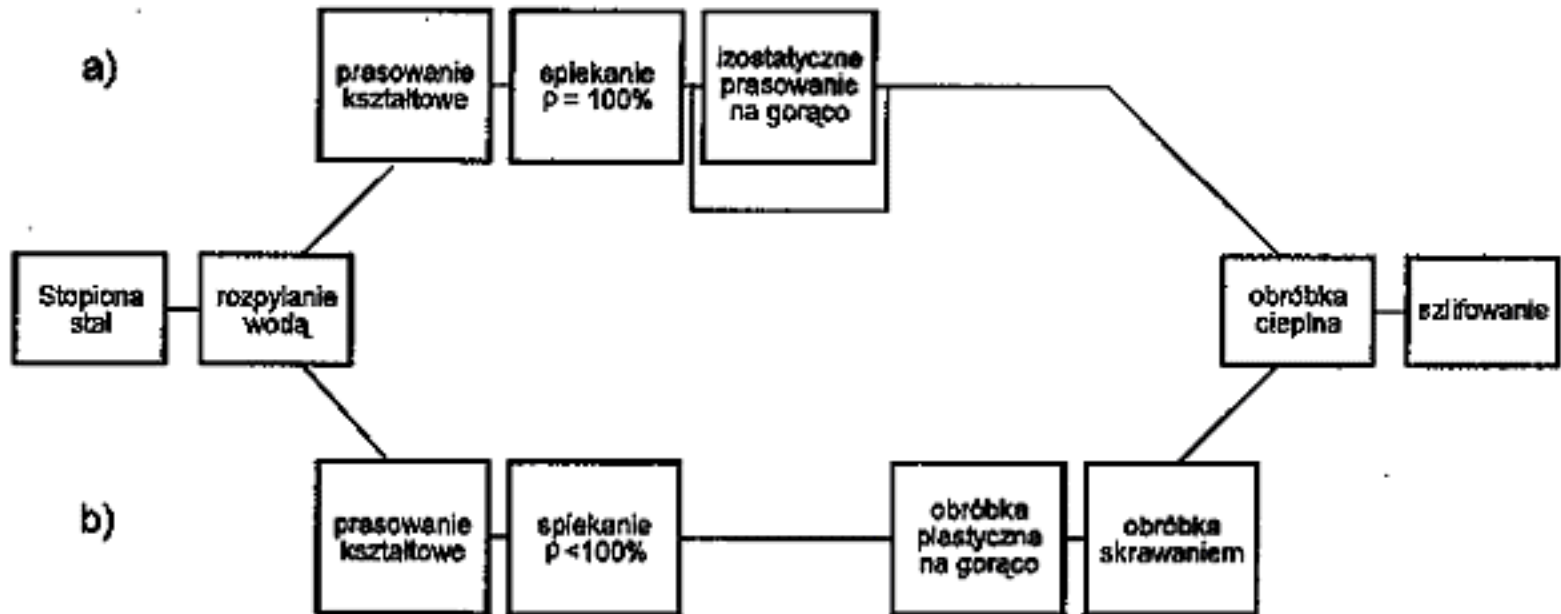 a)
prasowanie
kształtowe
spiekanie
ρ = 100%
izostatyczne
prasowanie
na gorąco
Stopiona
stal
rozpylanie
wodą
obróbka
cieplna
szlifowanie
b)
prasowanie
kształtowe
spiekanie
ρ <100%
obróbka
plastyczna
na gorąco
obróbka
skrawaniem